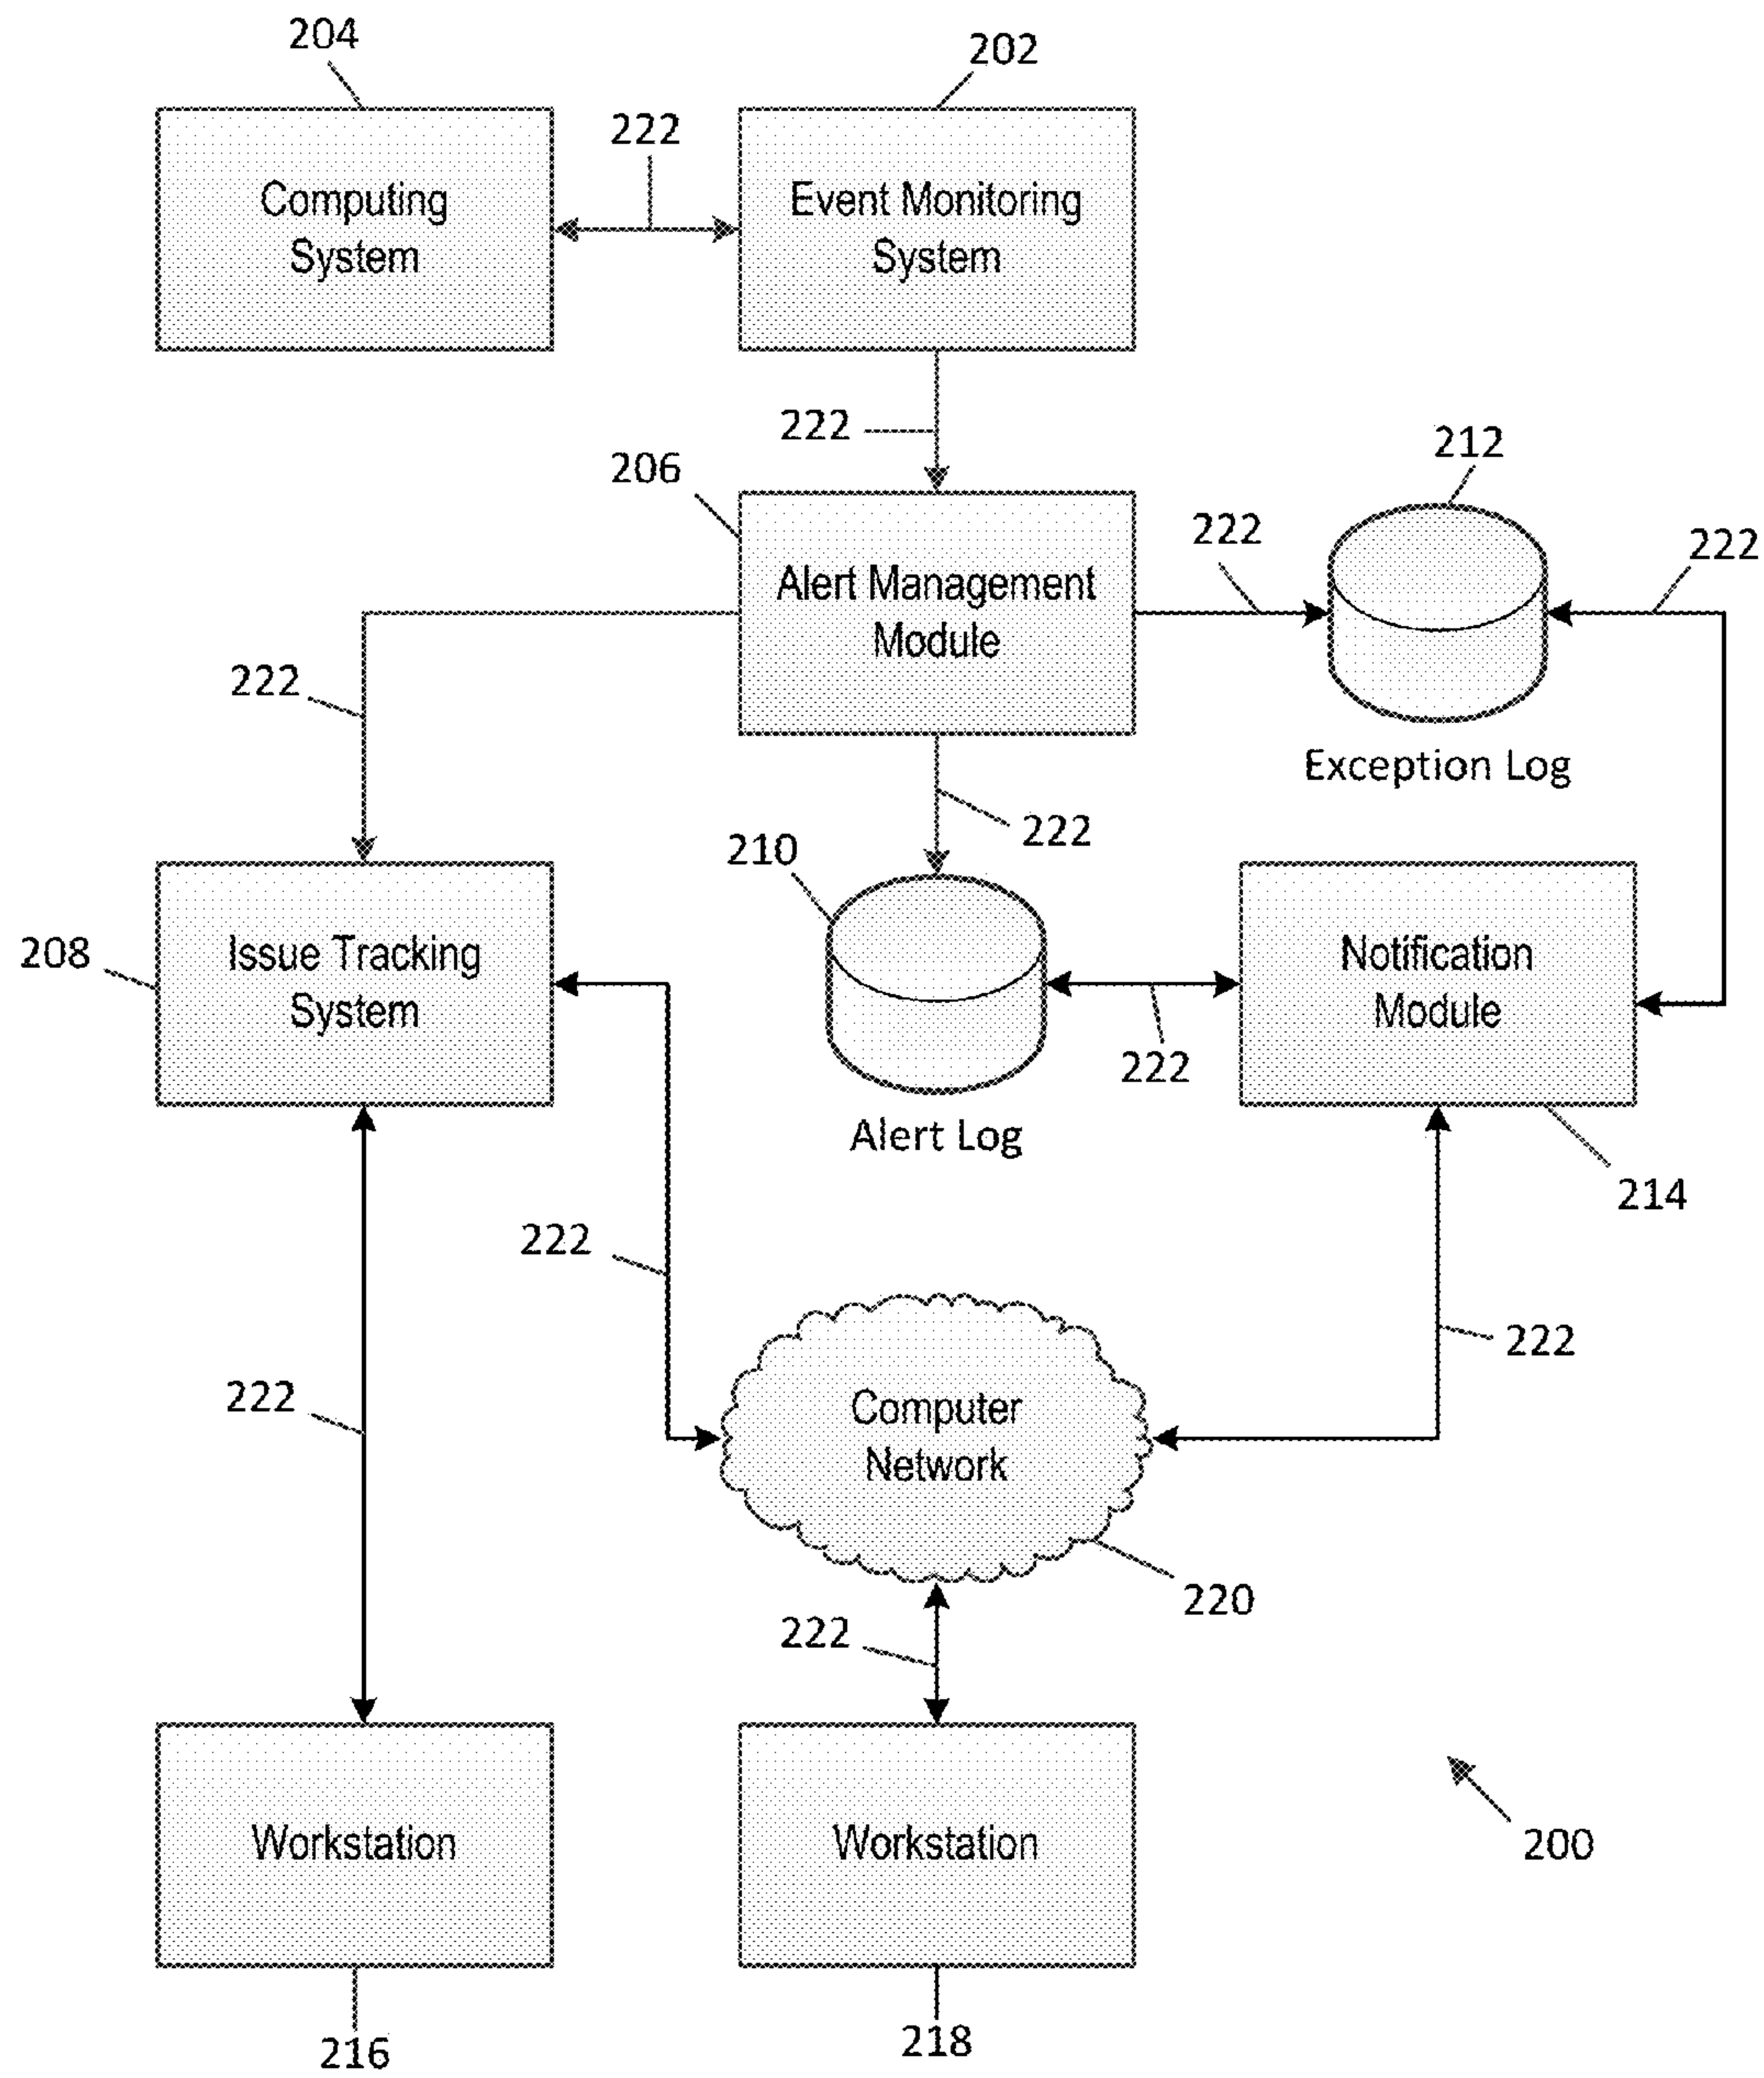 204
202
222
Computing
System
Event Monitoring
System
222
212
206
222
222
Alert Management
Module
222
Exception Log
222
210
208
Issue Tracking
System
Notification
Module
222
Alert Log
214
222
222
222
Computer
Network
220
222
Workstation
Workstation
200
216
218